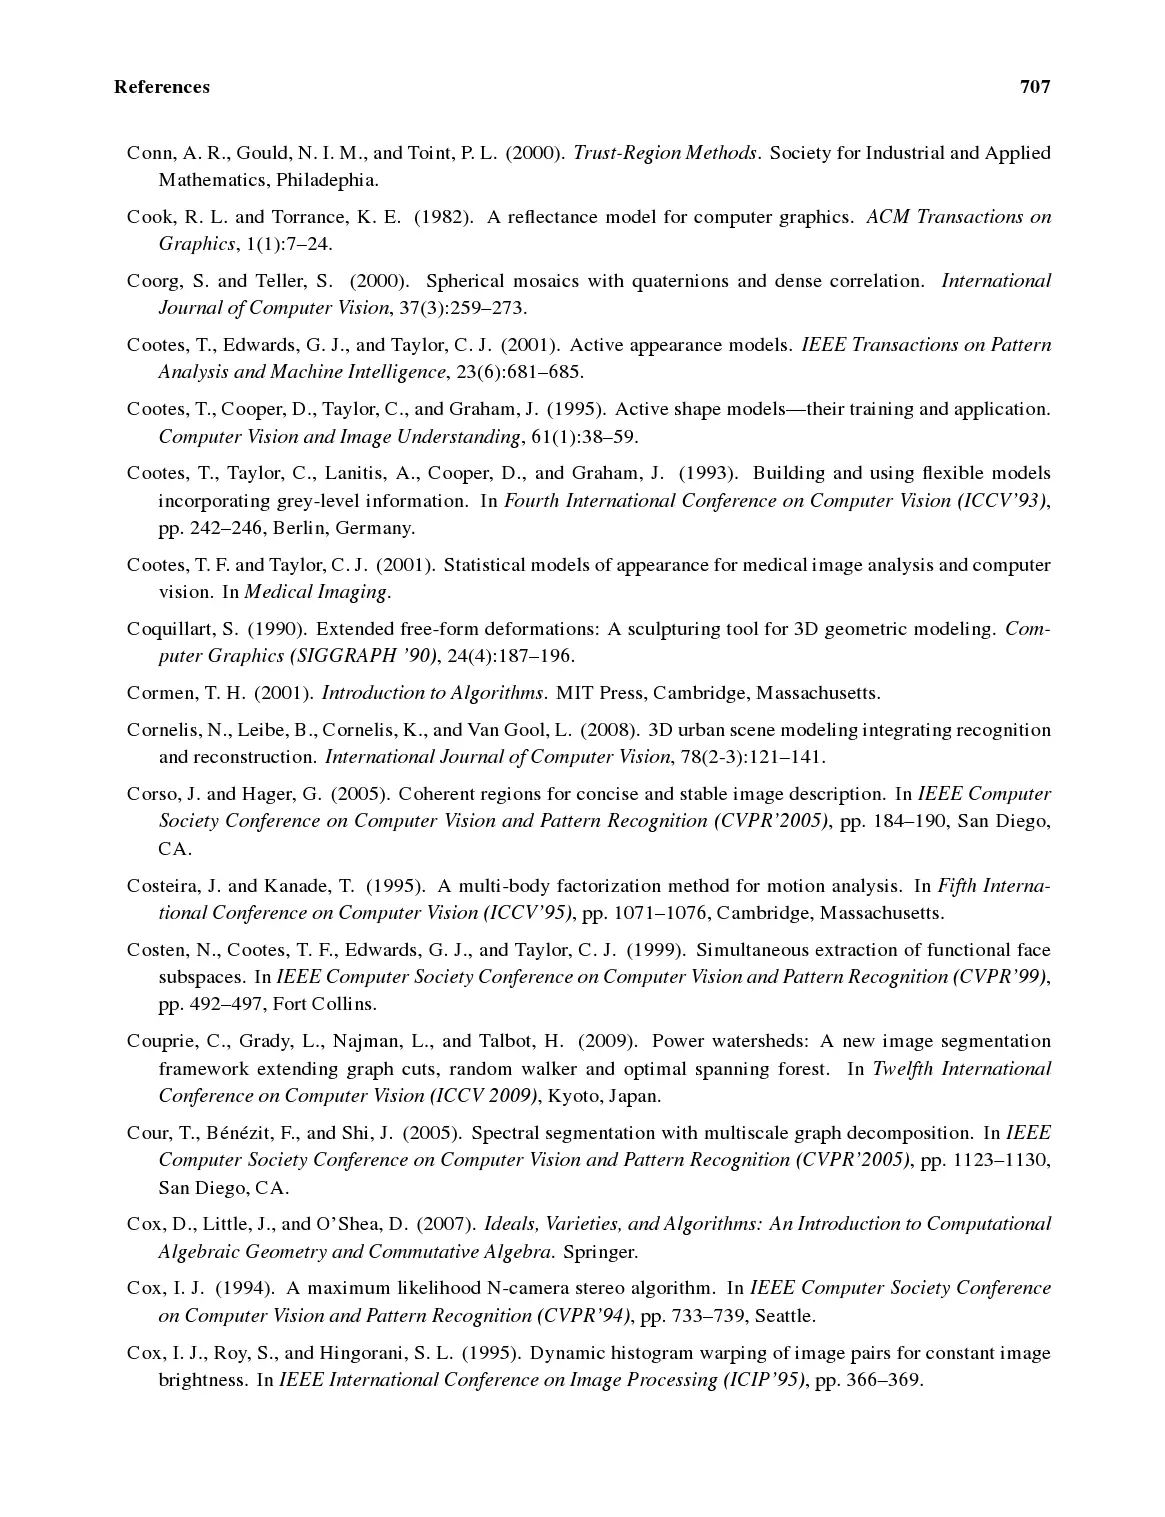 References 707
Conn, A. R., Gould, N. I. M., and Toint, P. L. (2000). Trust-Region Methods. Society for Industrial and Applied
Mathematics, Philadephia.
Cook, R. L. and Torrance, K. E. (1982). A reflectance model for computer graphics. ACM Transactions on
Graphics, 1(1):7–24.
Coorg, S. and Teller, S. (2000). Spherical mosaics with quaternions and dense correlation. International
Journal of Computer Vision, 37(3):259–273.
Cootes, T., Edwards, G. J., and Taylor, C. J. (2001). Active appearance models. IEEE Transactions on Pattern
Analysis and Machine Intelligence, 23(6):681–685.
Cootes, T., Cooper, D., Taylor, C., and Graham, J. (1995). Active shape models—their training and application.
Computer Vision and Image Understanding, 61(1):38–59.
Cootes, T., Taylor, C., Lanitis, A., Cooper, D., and Graham, J. (1993). Building and using flexible models
incorporating grey-level information. In Fourth International Conference on Computer Vision (ICCV'93),
pp. 242–246, Berlin, Germany.
Cootes, T. F. and Taylor, C. J. (2001). Statistical models of appearance for medical image analysis and computer
vision. In Medical Imaging.
Coquillart, S. (1990). Extended free-form deformations: A sculpturing tool for 3D geometric modeling. Com-
puter Graphics (SIGGRAPH '90), 24(4):187–196.
Cormen, T. H. (2001). Introduction to Algorithms. MIT Press, Cambridge, Massachusetts.
Cornelis, N., Leibe, B., Cornelis, K., and Van Gool, L. (2008). 3D urban scene modeling integrating recognition
and reconstruction. International Journal of Computer Vision, 78(2-3):121–141.
Corso, J. and Hager, G. (2005). Coherent regions for concise and stable image description. In IEEE Computer
Society Conference on Computer Vision and Pattern Recognition (CVPR'2005), pp. 184–190, San Diego,
CA.
Costeira, J. and Kanade, T. (1995). A multi-body factorization method for motion analysis. In Fifth Interna-
tional Conference on Computer Vision (ICCV'95), pp. 1071–1076, Cambridge, Massachusetts.
Costen, N., Cootes, T. F., Edwards, G. J., and Taylor, C. J. (1999). Simultaneous extraction of functional face
subspaces. In IEEE Computer Society Conference on Computer Vision and Pattern Recognition (CVPR'99),
pp. 492–497, Fort Collins.
Couprie, C., Grady, L., Najman, L., and Talbot, H. (2009). Power watersheds: A new image segmentation
framework extending graph cuts, random walker and optimal spanning forest. In Twelfth International
Conference on Computer Vision (ICCV 2009), Kyoto, Japan.
Cour, T., Bénézit, F., and Shi, J. (2005). Spectral segmentation with multiscale graph decomposition. In IEEE
Computer Society Conference on Computer Vision and Pattern Recognition (CVPR'2005), pp. 1123–1130,
San Diego, CA.
Cox, D., Little, J., and O'Shea, D. (2007). Ideals, Varieties, and Algorithms: An Introduction to Computational
Algebraic Geometry and Commutative Algebra. Springer.
Cox, I. J. (1994). A maximum likelihood N-camera stereo algorithm. In IEEE Computer Society Conference
on Computer Vision and Pattern Recognition (CVPR'94), pp. 733–739, Seattle.
Cox, I. J., Roy, S., and Hingorani, S. L. (1995). Dynamic histogram warping of image pairs for constant image
brightness. In IEEE International Conference on Image Processing (ICIP'95), pp. 366–369.